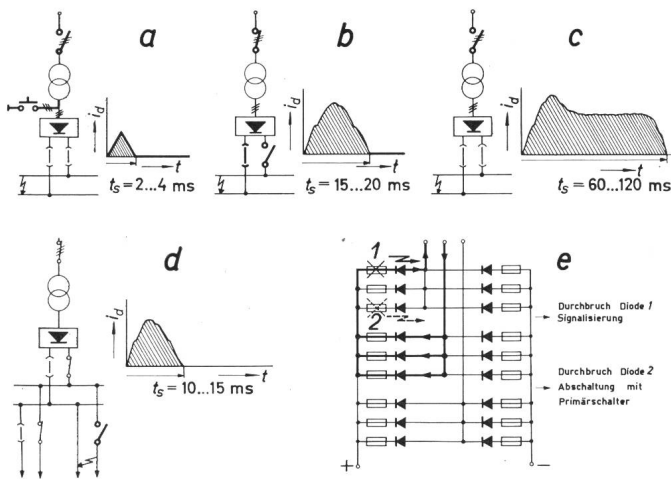 a
i_d
t
t_s = 2...4 ms
b
i_d
t
t_s = 15...20 ms
c
i_d
t
t_s = 60...120 ms
d
i_d
t
t_s = 10...15 ms
e
1
2
Durchbruch Diode 1
Signalisierung
Durchbruch Diode 2
Abschaltung mit
Primärschalter
+
−